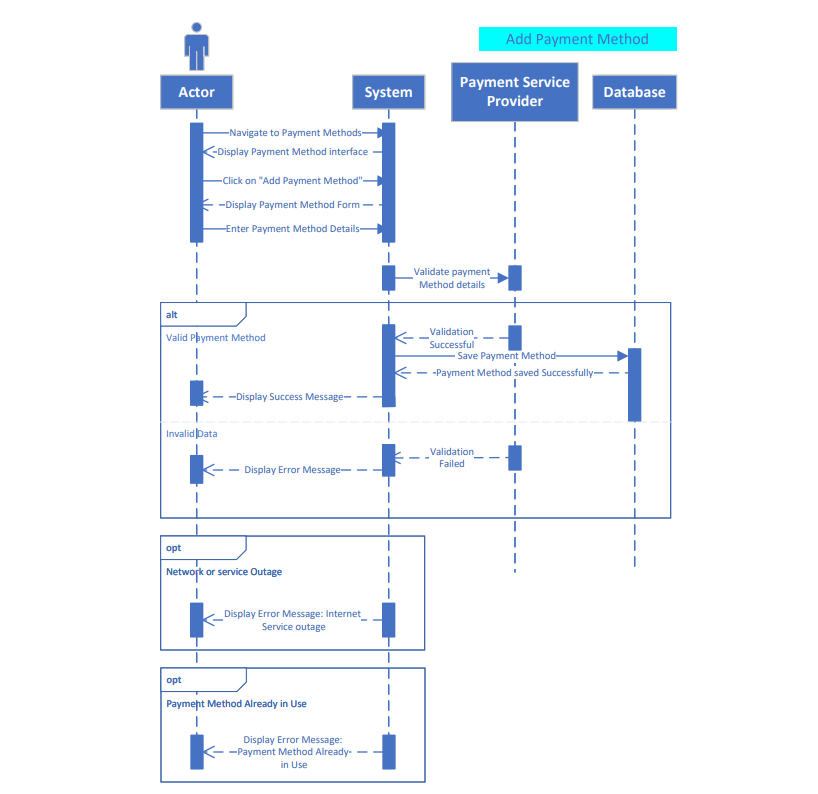 Add Payment Method
Actor
System
Payment Service
Provider
Database
Navigate to Payment Methods
Display Payment Method interface
Click on "Add Payment Method"
Display Payment Method Form
Enter Payment Method Details
Validate payment
Method details
alt
Valid Payment Method
Validation
Successful
Save Payment Method
Payment Method saved Successfully
Display Success Message
Invalid Data
Validation
Failed
Display Error Message
opt
Network or service Outage
Display Error Message: Internet
Service outage
opt
Payment Method Already in Use
Display Error Message:
Payment Method Already
in Use